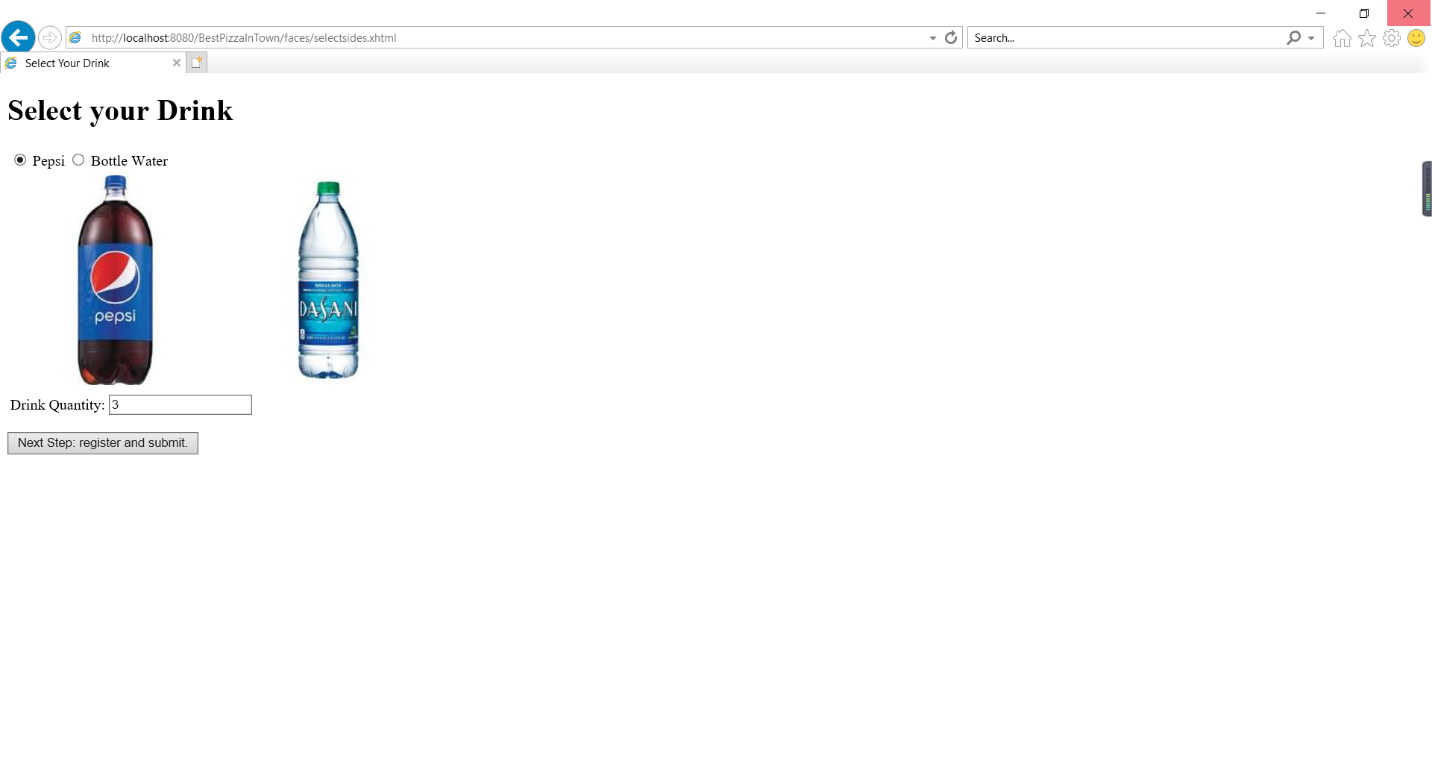 http://localhost:8080/BestPizzaInTown/faces/selectsides.xhtml
Search...
Select Your Drink
Select your Drink
Pepsi Bottle Water
pepsi
DASANI
Drink Quantity: 3
Next Step: register and submit.